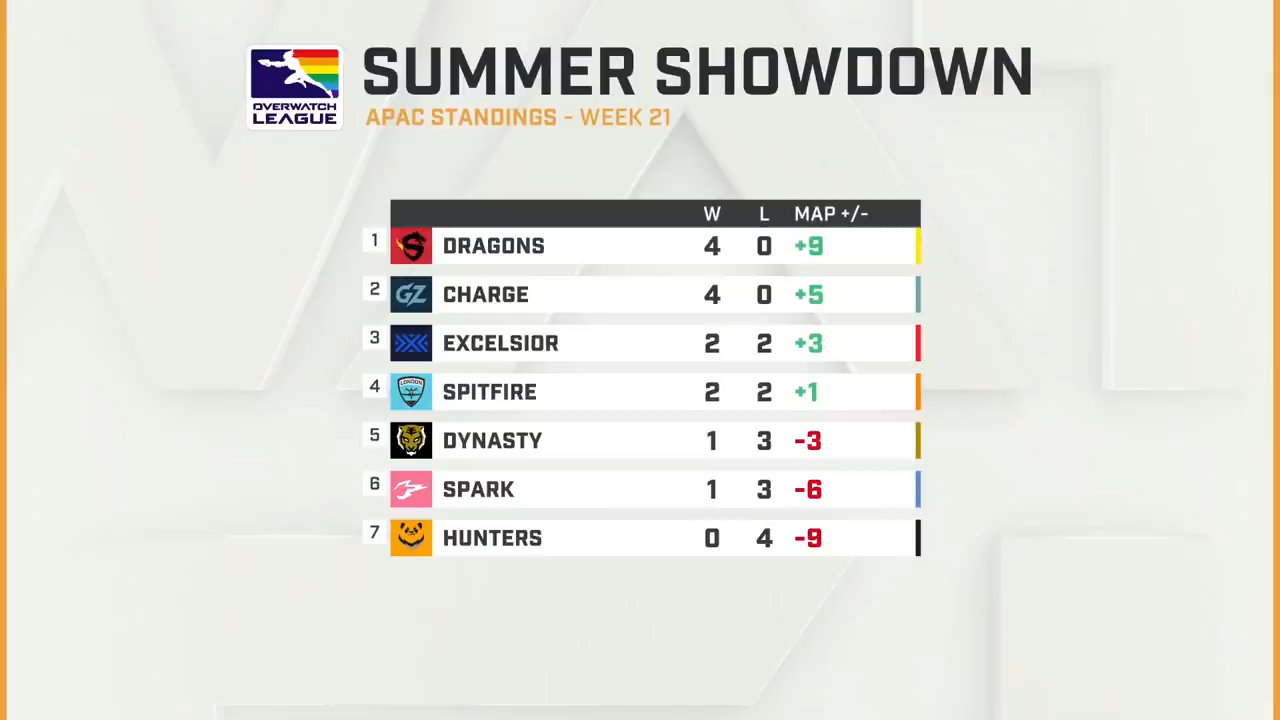 SUMMER SHOWDOWN
OVERWATCH
LEAGUE
APAC STANDINGS - WEEK 21
W L MAP +/-
1 DRAGONS 4 0 +9
2 GZ CHARGE 4 0 +5
3 EXCELSIOR 2 2 +3
4 LONDON SPITFIRE 2 2 +1
5 DYNASTY 1 3 -3
6 SPARK 1 3 -6
7 HUNTERS 0 4 -9